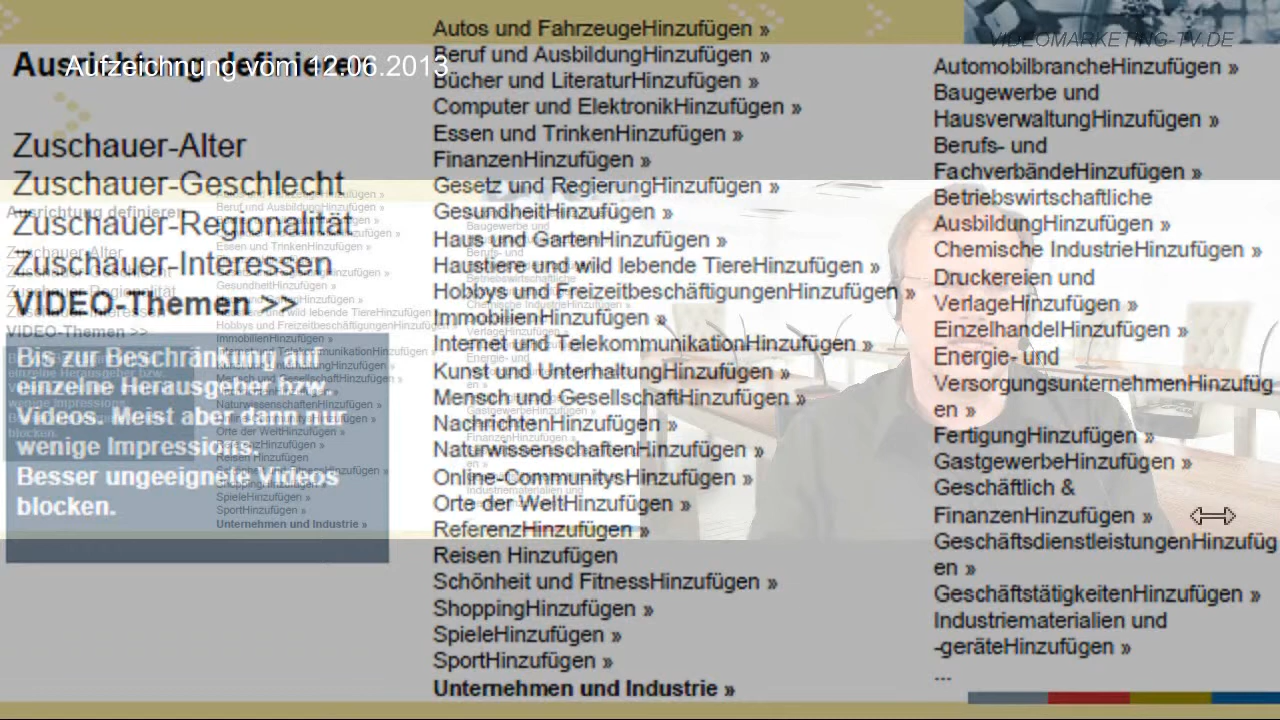 VIDEOMARKETING-TV.DE
Aufzeichnung vom 12.06.2013
Ausrichtung definieren
Zuschauer-Alter
Zuschauer-Geschlecht
Zuschauer-Regionalität
Zuschauer-Interessen
VIDEO-Themen >>
Bis zur Beschränkung auf
einzelne Herausgeber bzw.
Videos. Meist aber damit zu
wenige Impressions.
Besser ungeeignete Videos
blocken.
Autos und FahrzeugeHinzufügen »
Beruf und AusbildungHinzufügen »
Bücher und LiteraturHinzufügen »
Computer und ElektronikHinzufügen »
Essen und TrinkenHinzufügen »
FinanzenHinzufügen »
Gesetz und RegierungHinzufügen »
GesundheitHinzufügen »
Haus und GartenHinzufügen »
Haustiere und wild lebende TiereHinzufügen »
Hobbys und FreizeitbeschäftigungenHinzufügen »
ImmobilienHinzufügen »
Internet und TelekommunikationHinzufügen »
Kunst und UnterhaltungHinzufügen »
Mensch und GesellschaftHinzufügen »
NachrichtenHinzufügen »
NaturwissenschaftenHinzufügen »
Online-CommunitysHinzufügen »
Orte der WeltHinzufügen »
ReferenzHinzufügen »
Reisen Hinzufügen
Schönheit und FitnessHinzufügen »
ShoppingHinzufügen »
SpieleHinzufügen »
SportHinzufügen »
Unternehmen und Industrie »
AutomobilbrancheHinzufügen »
Baugewerbe und
HausverwaltungHinzufügen »
Berufs- und
FachverbändeHinzufügen »
Betriebswirtschaftliche
AusbildungHinzufügen »
Chemische IndustrieHinzufügen »
Druckereien und
VerlageHinzufügen »
EinzelhandelHinzufügen »
Energie- und
VersorgungsunternehmenHinzufüg
en »
FertigungHinzufügen »
GastgewerbeHinzufügen »
Geschäftlich &
FinanzenHinzufügen »
GeschäftsdienstleistungenHinzufüg
en »
GeschäftstätigkeitenHinzufügen »
Industriematerialien und
-geräteHinzufügen »
...